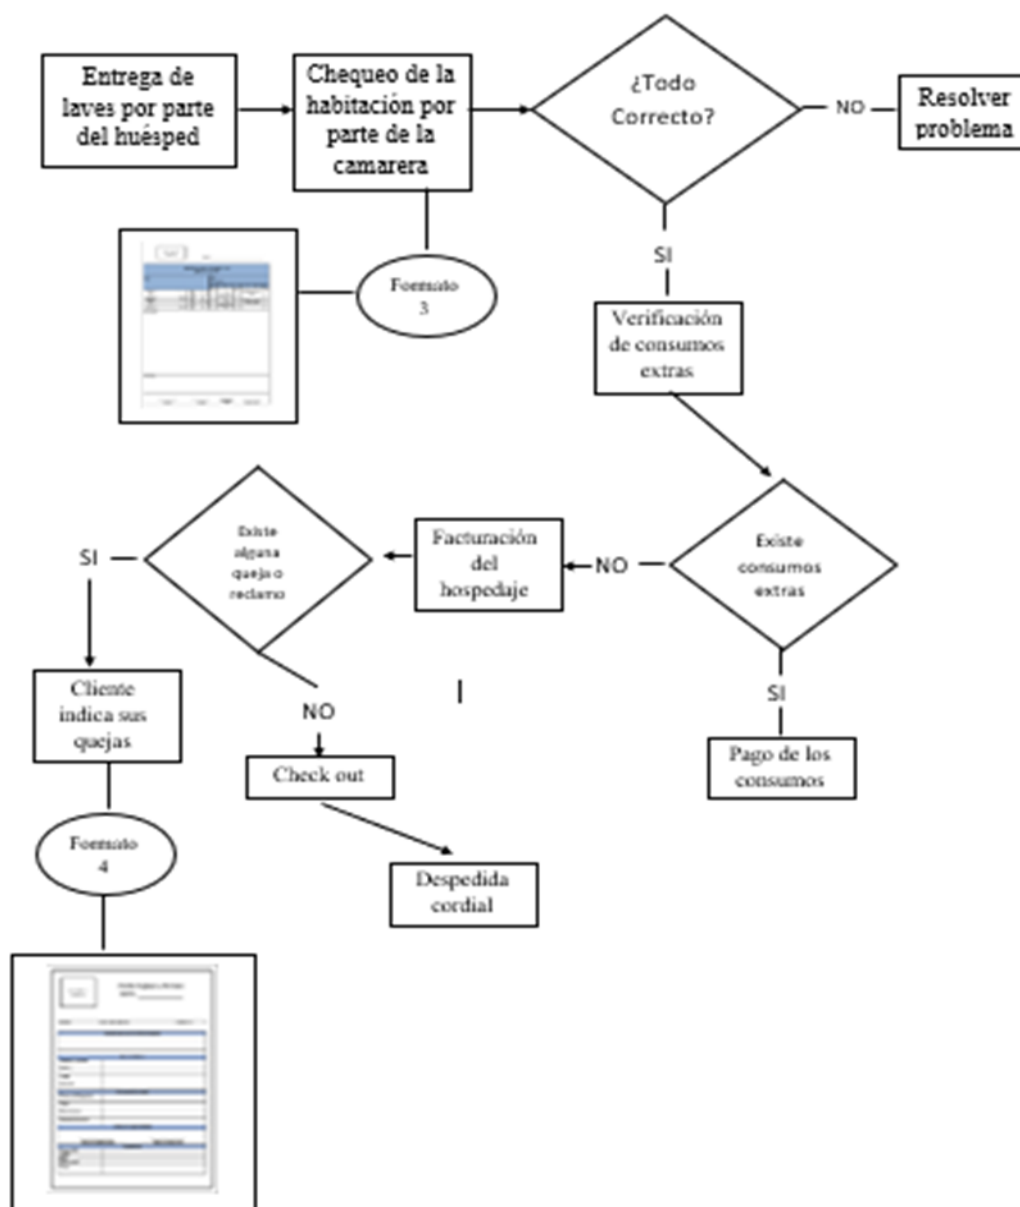 Entrega de
laves por parte
del huésped
Chequeo de la
habitación por
parte de la
camarera
¿Todo
Correcto?
NO
Resolver
problema
Formato
3
SI
Verificación
de consumos
extras
Existe
consumos
extras
NO
Facturación
del
hospedaje
Existe
alguna
queja o
reclamo
SI
Cliente
indica sus
quejas
NO
SI
Check out
Pago de los
consumos
Formato
4
Despedida
cordial